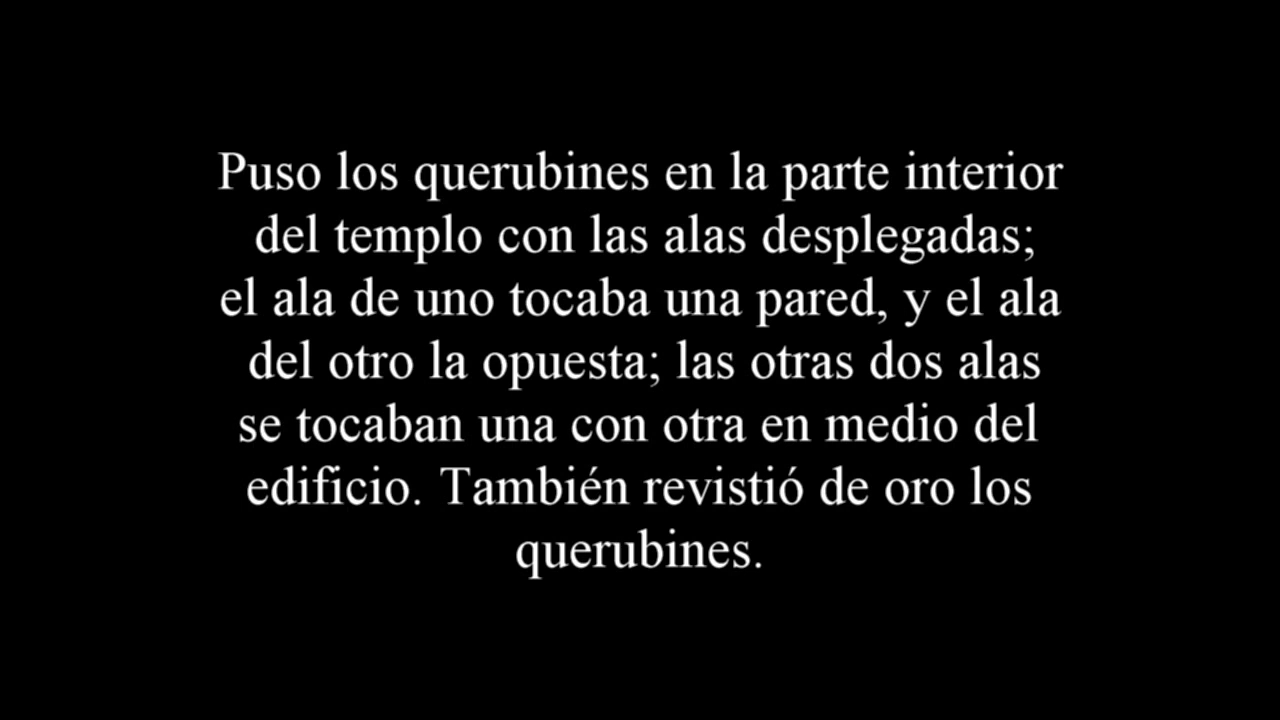 Puso los querubines en la parte interior
del templo con las alas desplegadas;
el ala de uno tocaba una pared, y el ala
del otro la opuesta; las otras dos alas
se tocaban una con otra en medio del
edificio. También revistió de oro los
querubines.